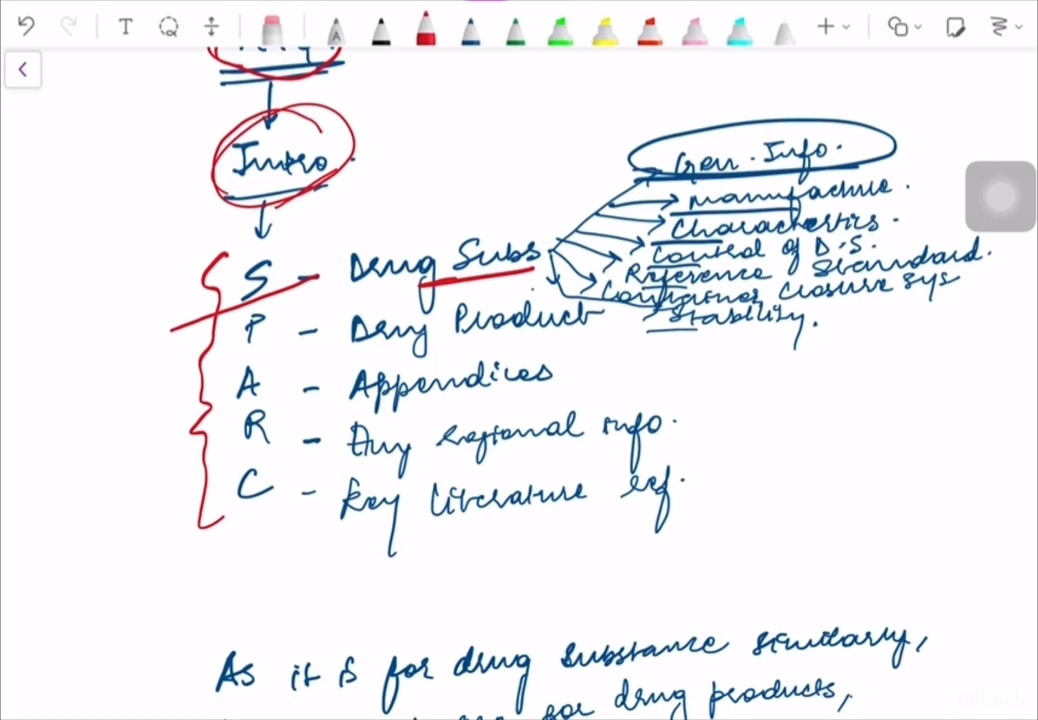 Intro.
Gen. Info.
Manufacture.
Characterstics.
Control of D.S.
Reference Standard.
Container closure sys
Stability.
S - Drug Subs
P - Drug Product
A - Appendices
R - Any regional info.
C - Key literature ref.
As it is for drug substance similarly,
for drug products,